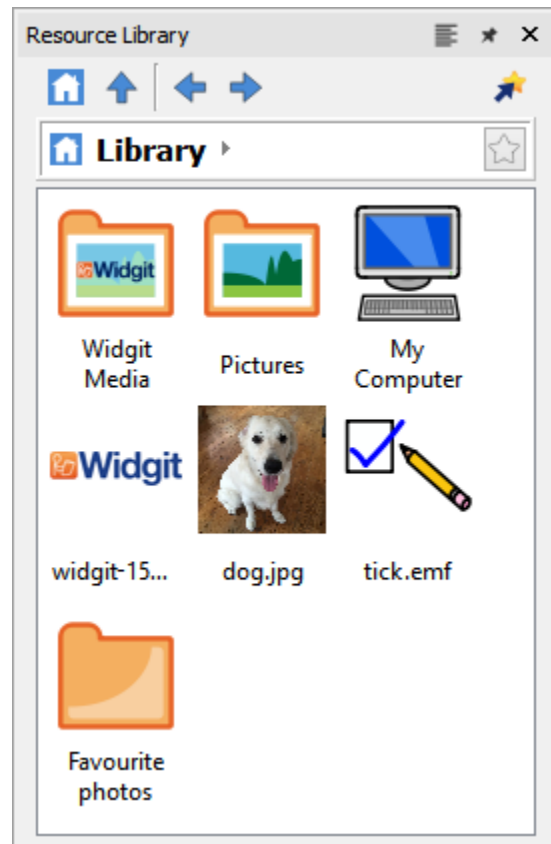 Resource Library
Library
Widgit
Widgit
Media
Pictures
My
Computer
Widgit
widgit-15...
dog.jpg
tick.emf
Favourite
photos